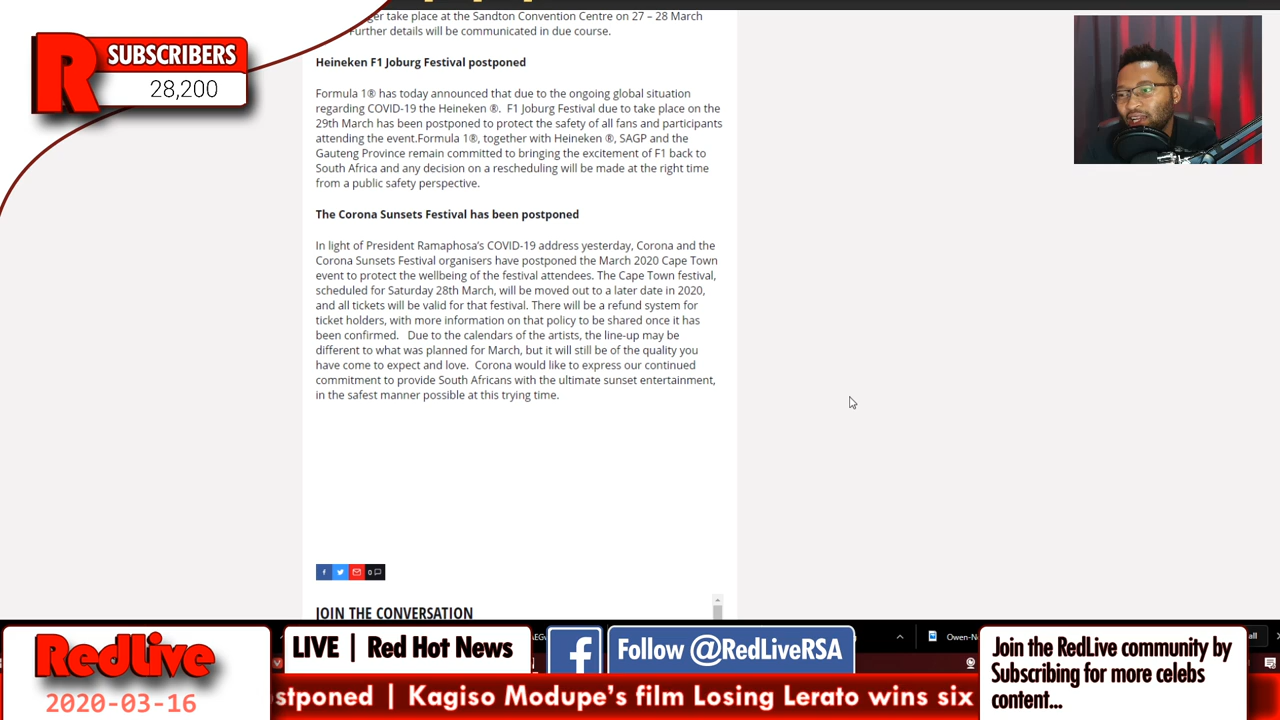 ger take place at the Sandton Convention Centre on 27 – 28 March
Further details will be communicated in due course.
Heineken F1 Joburg Festival postponed
Formula 1® has today announced that due to the ongoing global situation
regarding COVID-19 the Heineken ®.  F1 Joburg Festival due to take place on the
29th March has been postponed to protect the safety of all fans and participants
attending the event.Formula 1®, together with Heineken ®, SAGP and the
Gauteng Province remain committed to bringing the excitement of F1 back to
South Africa and any decision on a rescheduling will be made at the right time
from a public safety perspective.
The Corona Sunsets Festival has been postponed
In light of President Ramaphosa's COVID-19 address yesterday, Corona and the
Corona Sunsets Festival organisers have postponed the March 2020 Cape Town
event to protect the wellbeing of the festival attendees. The Cape Town festival,
scheduled for Saturday 28th March, will be moved out to a later date in 2020,
and all tickets will be valid for that festival. There will be a refund system for
ticket holders, with more information on that policy to be shared once it has
been confirmed.   Due to the calendars of the artists, the line-up may be
different to what was planned for March, but it will still be of the quality you
have come to expect and love.  Corona would like to express our continued
commitment to provide South Africans with the ultimate sunset entertainment,
in the safest manner possible at this trying time.
R SUBSCRIBERS
28,200
0
JOIN THE CONVERSATION
Owen-N
all
RedLive
2020-03-16
LIVE | Red Hot News
Follow @RedLiveRSA
Join the RedLive community by
Subscribing for more celebs
content...
stponed | Kagiso Modupe's film Losing Lerato wins six